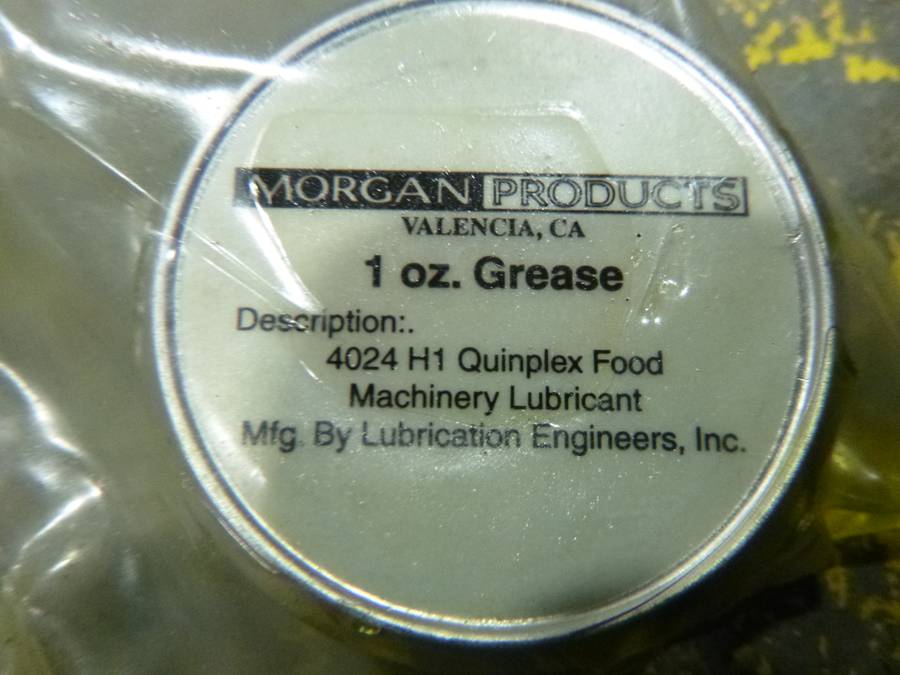 MORGAN PRODUCTS
VALENCIA, CA
1 oz. Grease
Description:.
4024 H1 Quinplex Food
Machinery Lubricant
Mfg. By Lubrication Engineers, Inc.